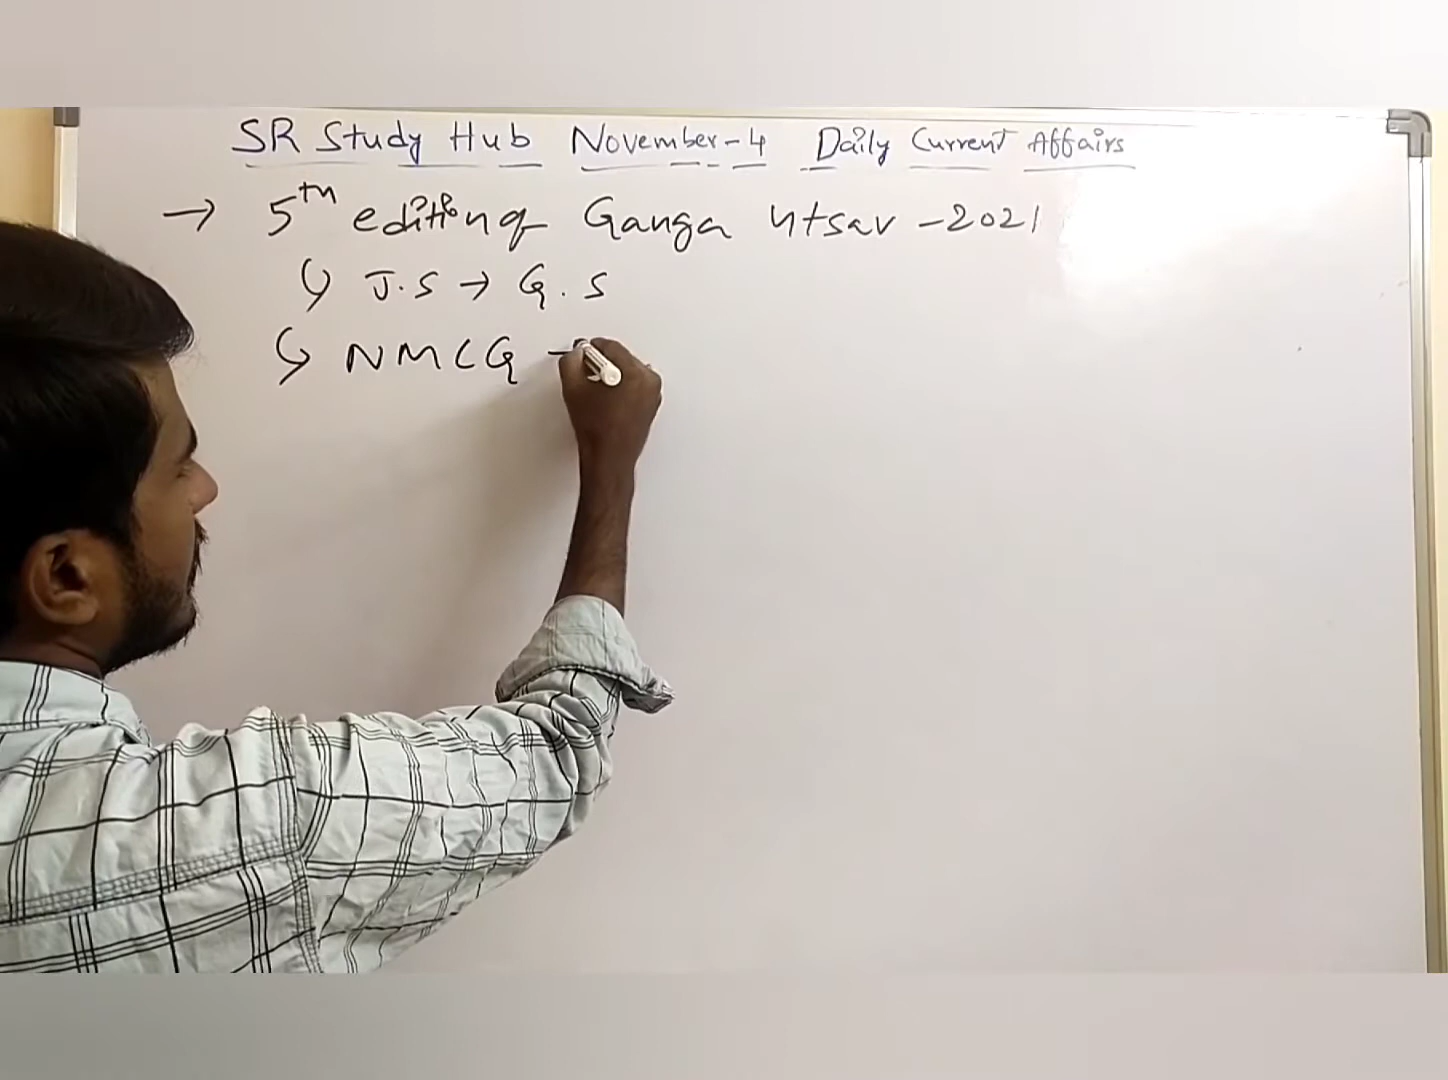 SR Study Hub November-4 Daily Current Affairs
→ 5th edition of Ganga Utsav -2021
↳ J.S → G.S
↳ NMCG -